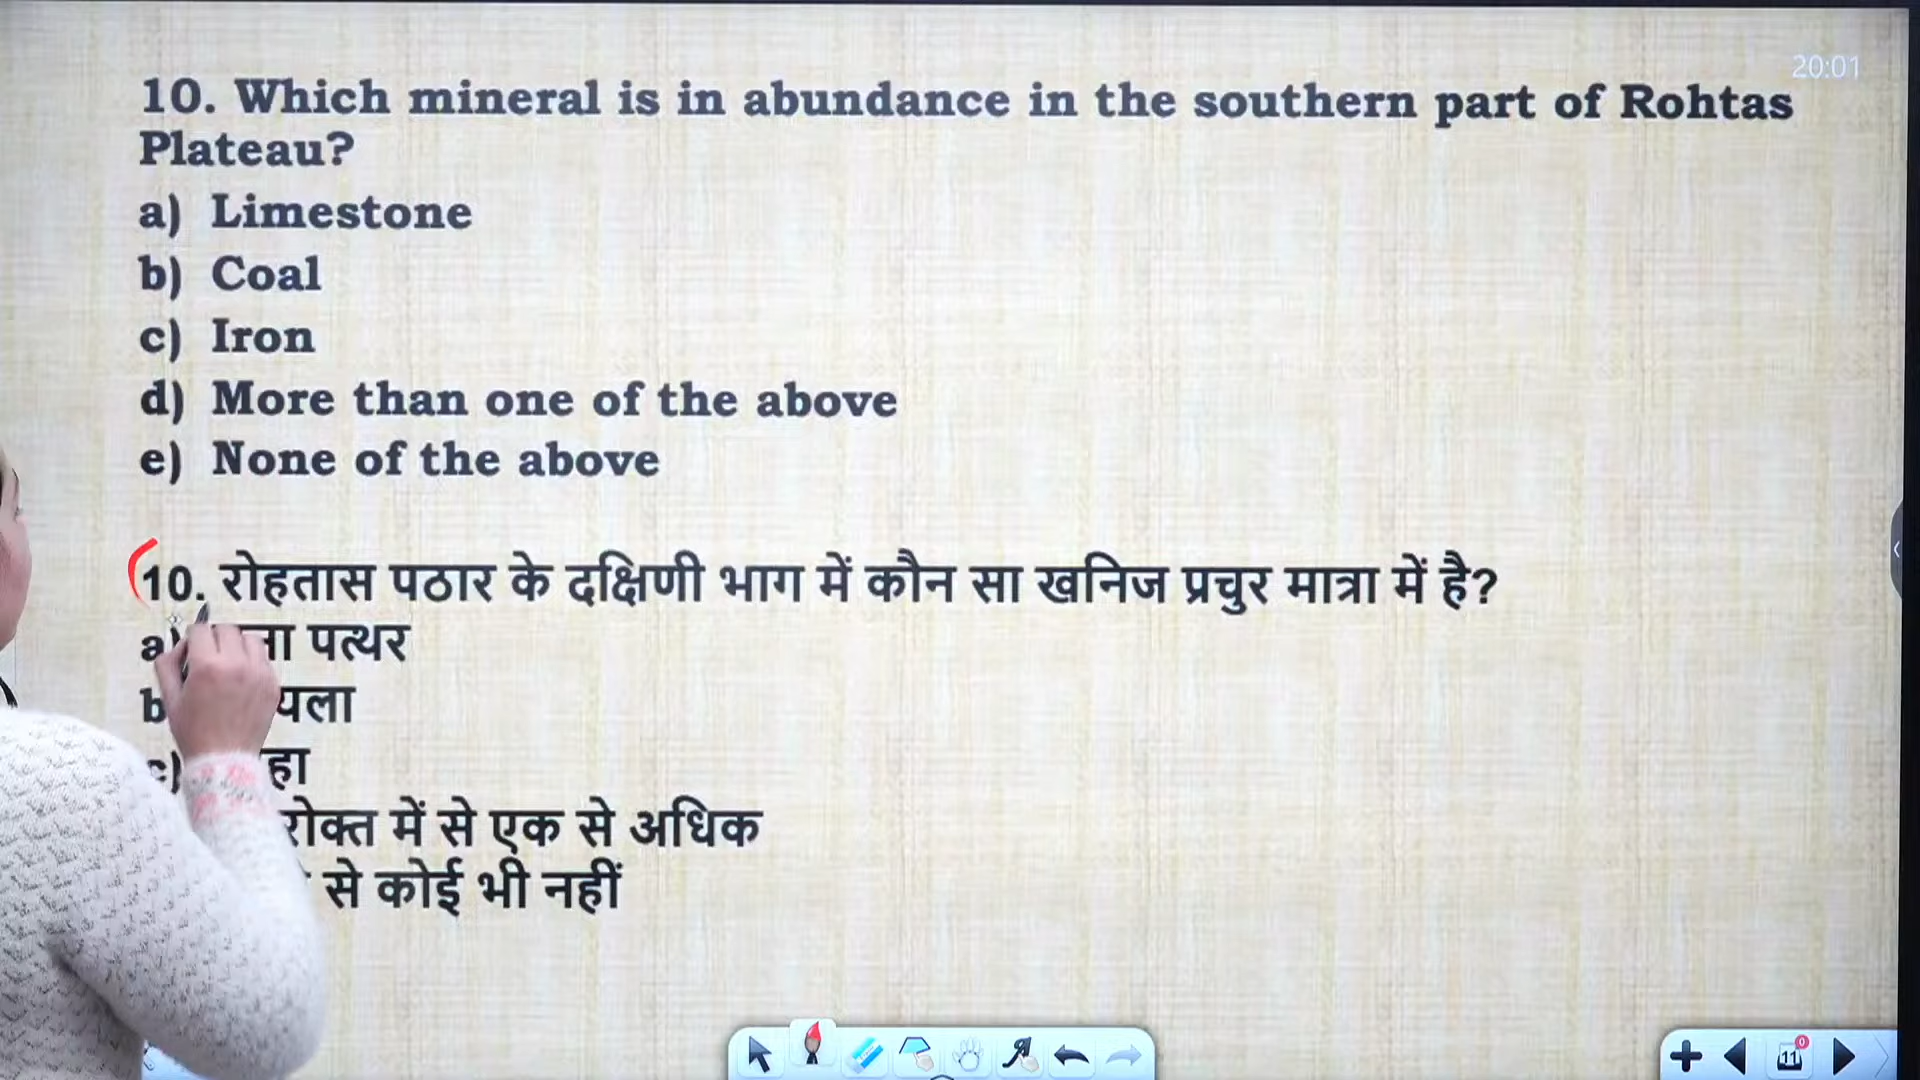 20:01
10. Which mineral is in abundance in the southern part of Rohtas
Plateau?
a) Limestone
b) Coal
c) Iron
d) More than one of the above
e) None of the above
10. रोहतास पठार के दक्षिणी भाग में कौन सा खनिज प्रचुर मात्रा में है?
a) पत्थर
b
c)
में से एक से अधिक
से कोई भी नहीं
11
0